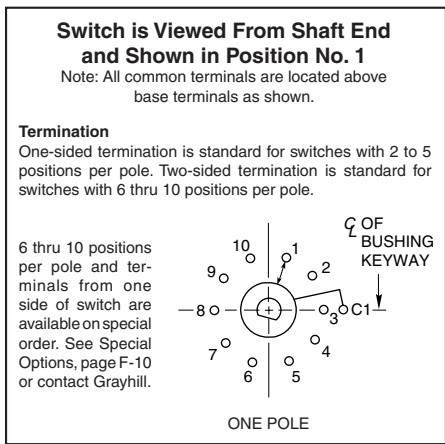 Switch is Viewed From Shaft End
and Shown in Position No. 1
Note: All common terminals are located above
base terminals as shown.
Termination
One-sided termination is standard for switches with 2 to 5
positions per pole. Two-sided termination is standard for
switches with 6 thru 10 positions per pole.
6 thru 10 positions
per pole and ter-
minals from one
side of switch are
available on special
order. See Special
Options, page F-10
or contact Grayhill.
℄ OF
BUSHING
KEYWAY
10
1
9
2
8
3
C1
7
4
6
5
ONE POLE